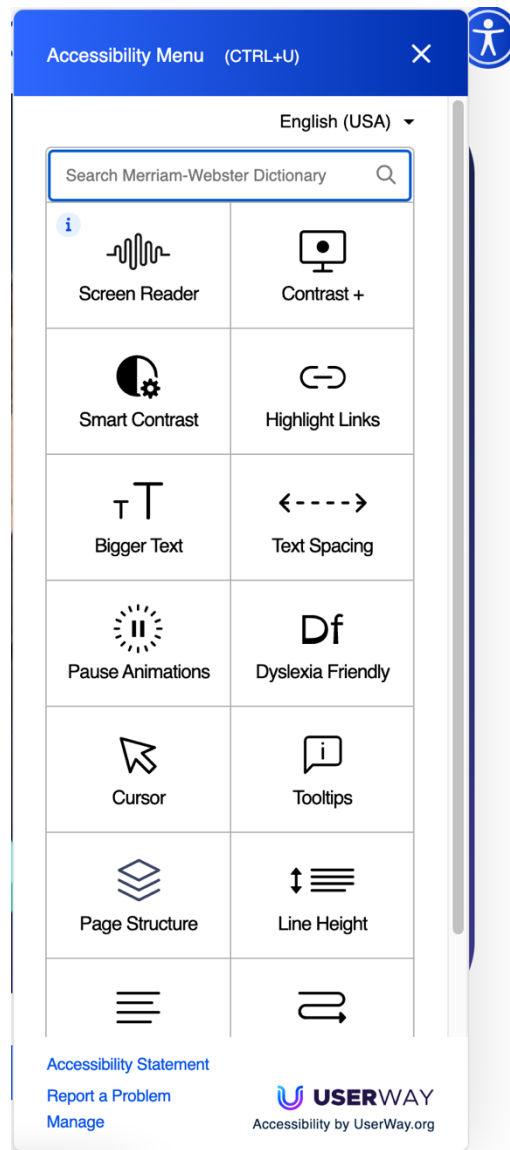 Accessibility Menu (CTRL+U)
English (USA)
Search Merriam-Webster Dictionary
i
Screen Reader
Contrast +
Smart Contrast
Highlight Links
TT
Bigger Text
Text Spacing
Pause Animations
Df
Dyslexia Friendly
Cursor
i
Tooltips
Page Structure
Line Height
Accessibility Statement
Report a Problem
Manage
USERWAY
Accessibility by UserWay.org